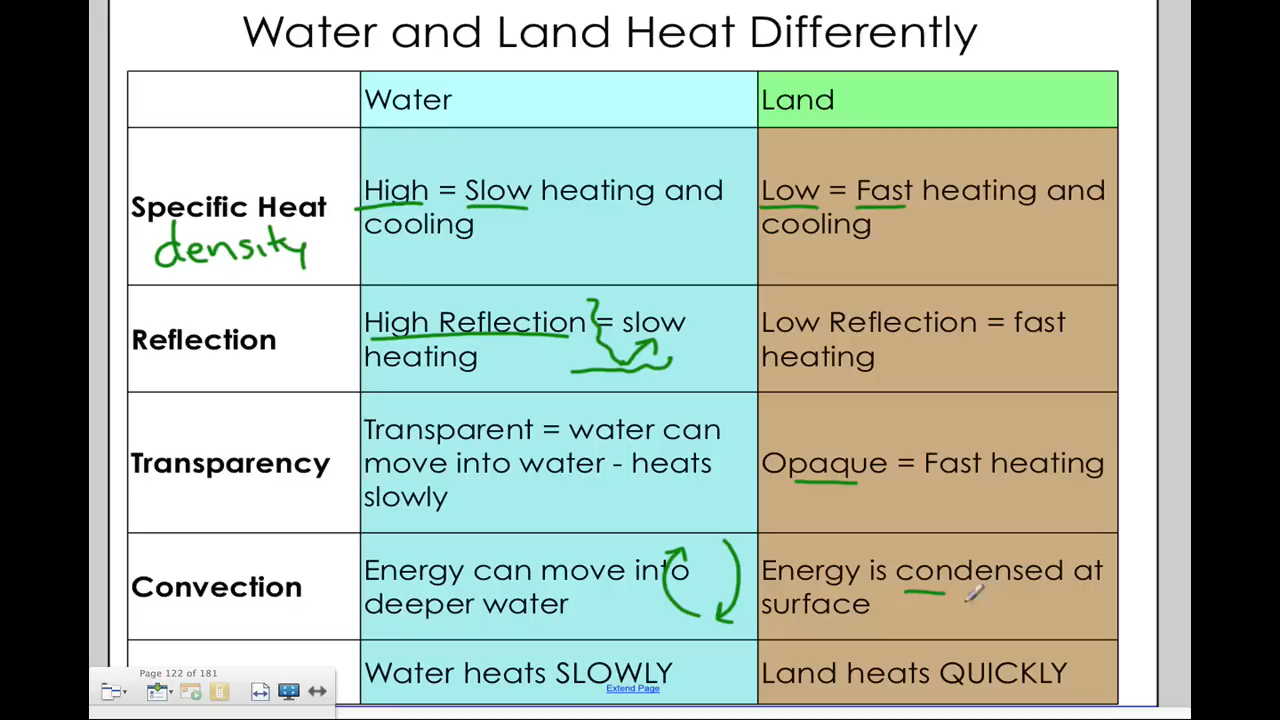 Water and Land Heat Differently
Water
Land
Specific Heat
density
High = Slow heating and
cooling
Low = Fast heating and
cooling
Reflection
High Reflection = slow
heating
Low Reflection = fast
heating
Transparency
Transparent = water can
move into water - heats
slowly
Opaque = Fast heating
Convection
Energy can move into
deeper water
Energy is condensed at
surface
Water heats SLOWLY
Land heats QUICKLY
Extend Page
Page 122 of 181